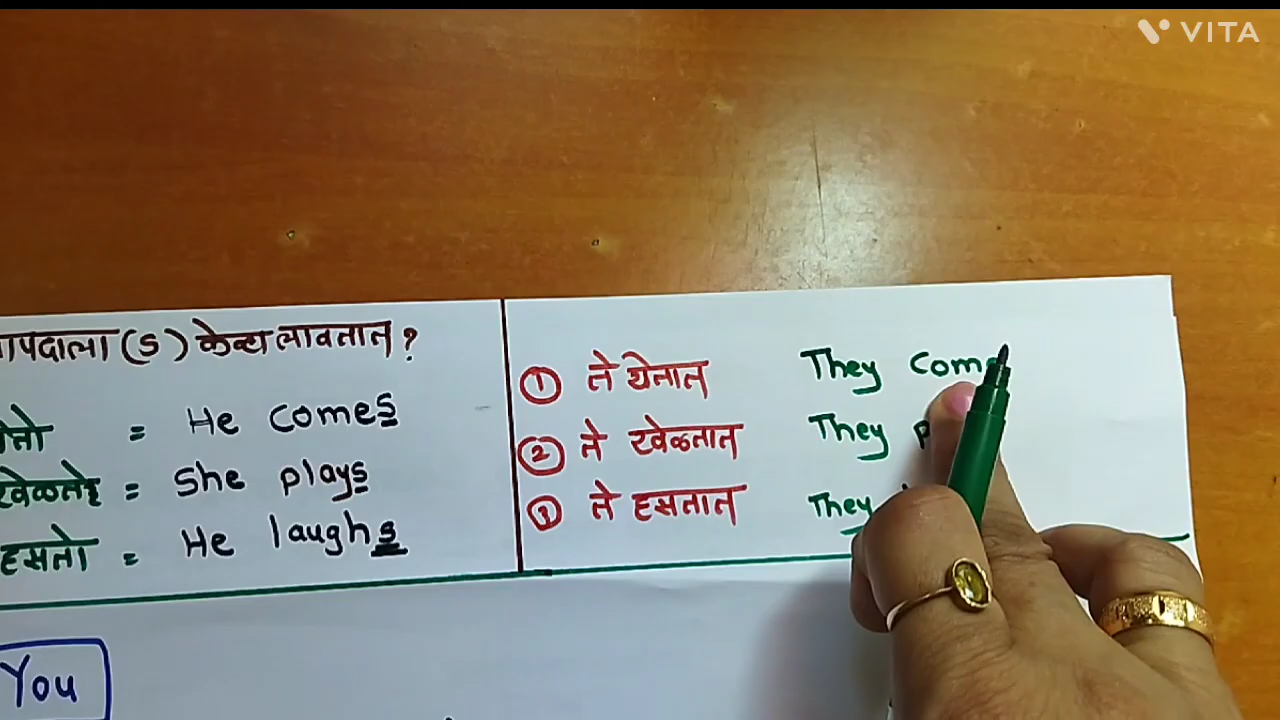 VITA
(S) केव्हा लावतात?
= He comes
खेळते = She plays
हसतो = He laughs
① ते येतात They Come
② ते खेळतात They
③ ते हसतात They
You